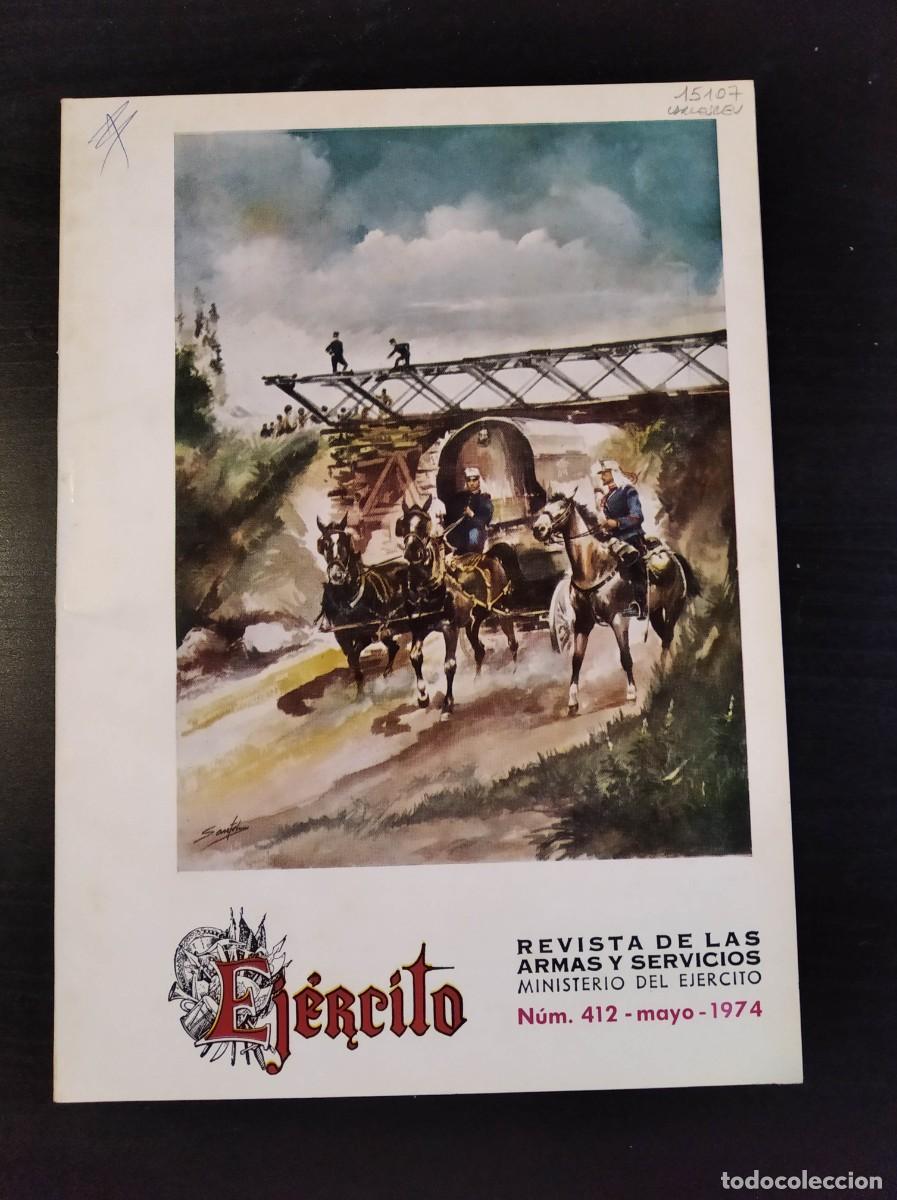 15107
Ejército
REVISTA DE LAS
ARMAS Y SERVICIOS
MINISTERIO DEL EJERCITO
Núm. 412 - mayo - 1974
todocoleccion